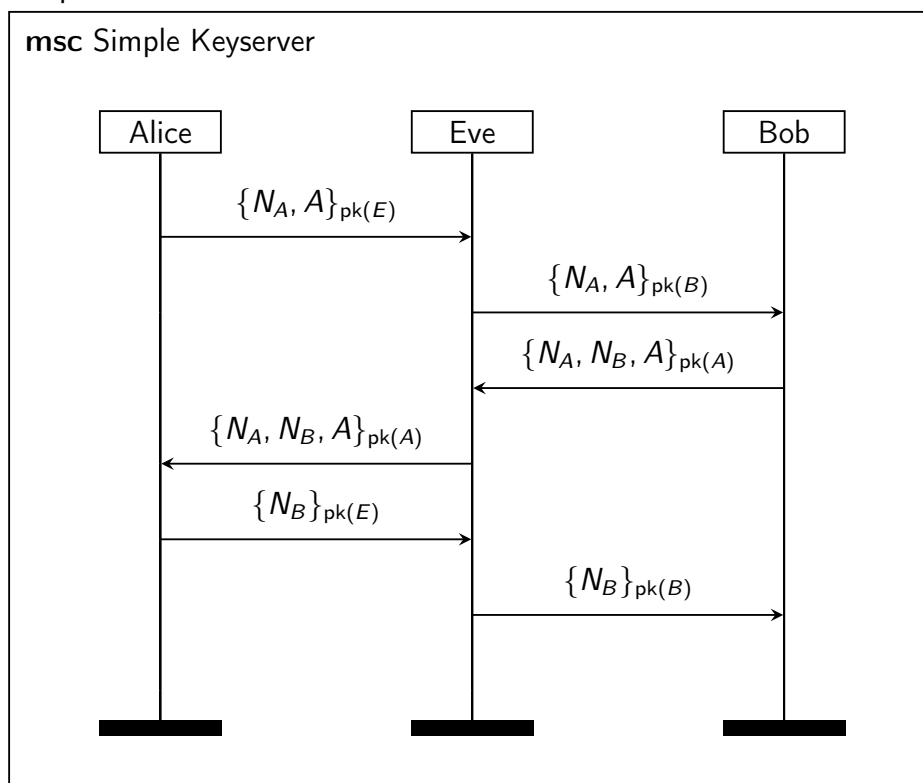 msc Simple Keyserver
Alice Eve Bob
{N_A, A}_pk(E)
{N_A, A}_pk(B)
{N_A, N_B, A}_pk(A)
{N_A, N_B, A}_pk(A)
{N_B}_pk(E)
{N_B}_pk(B)